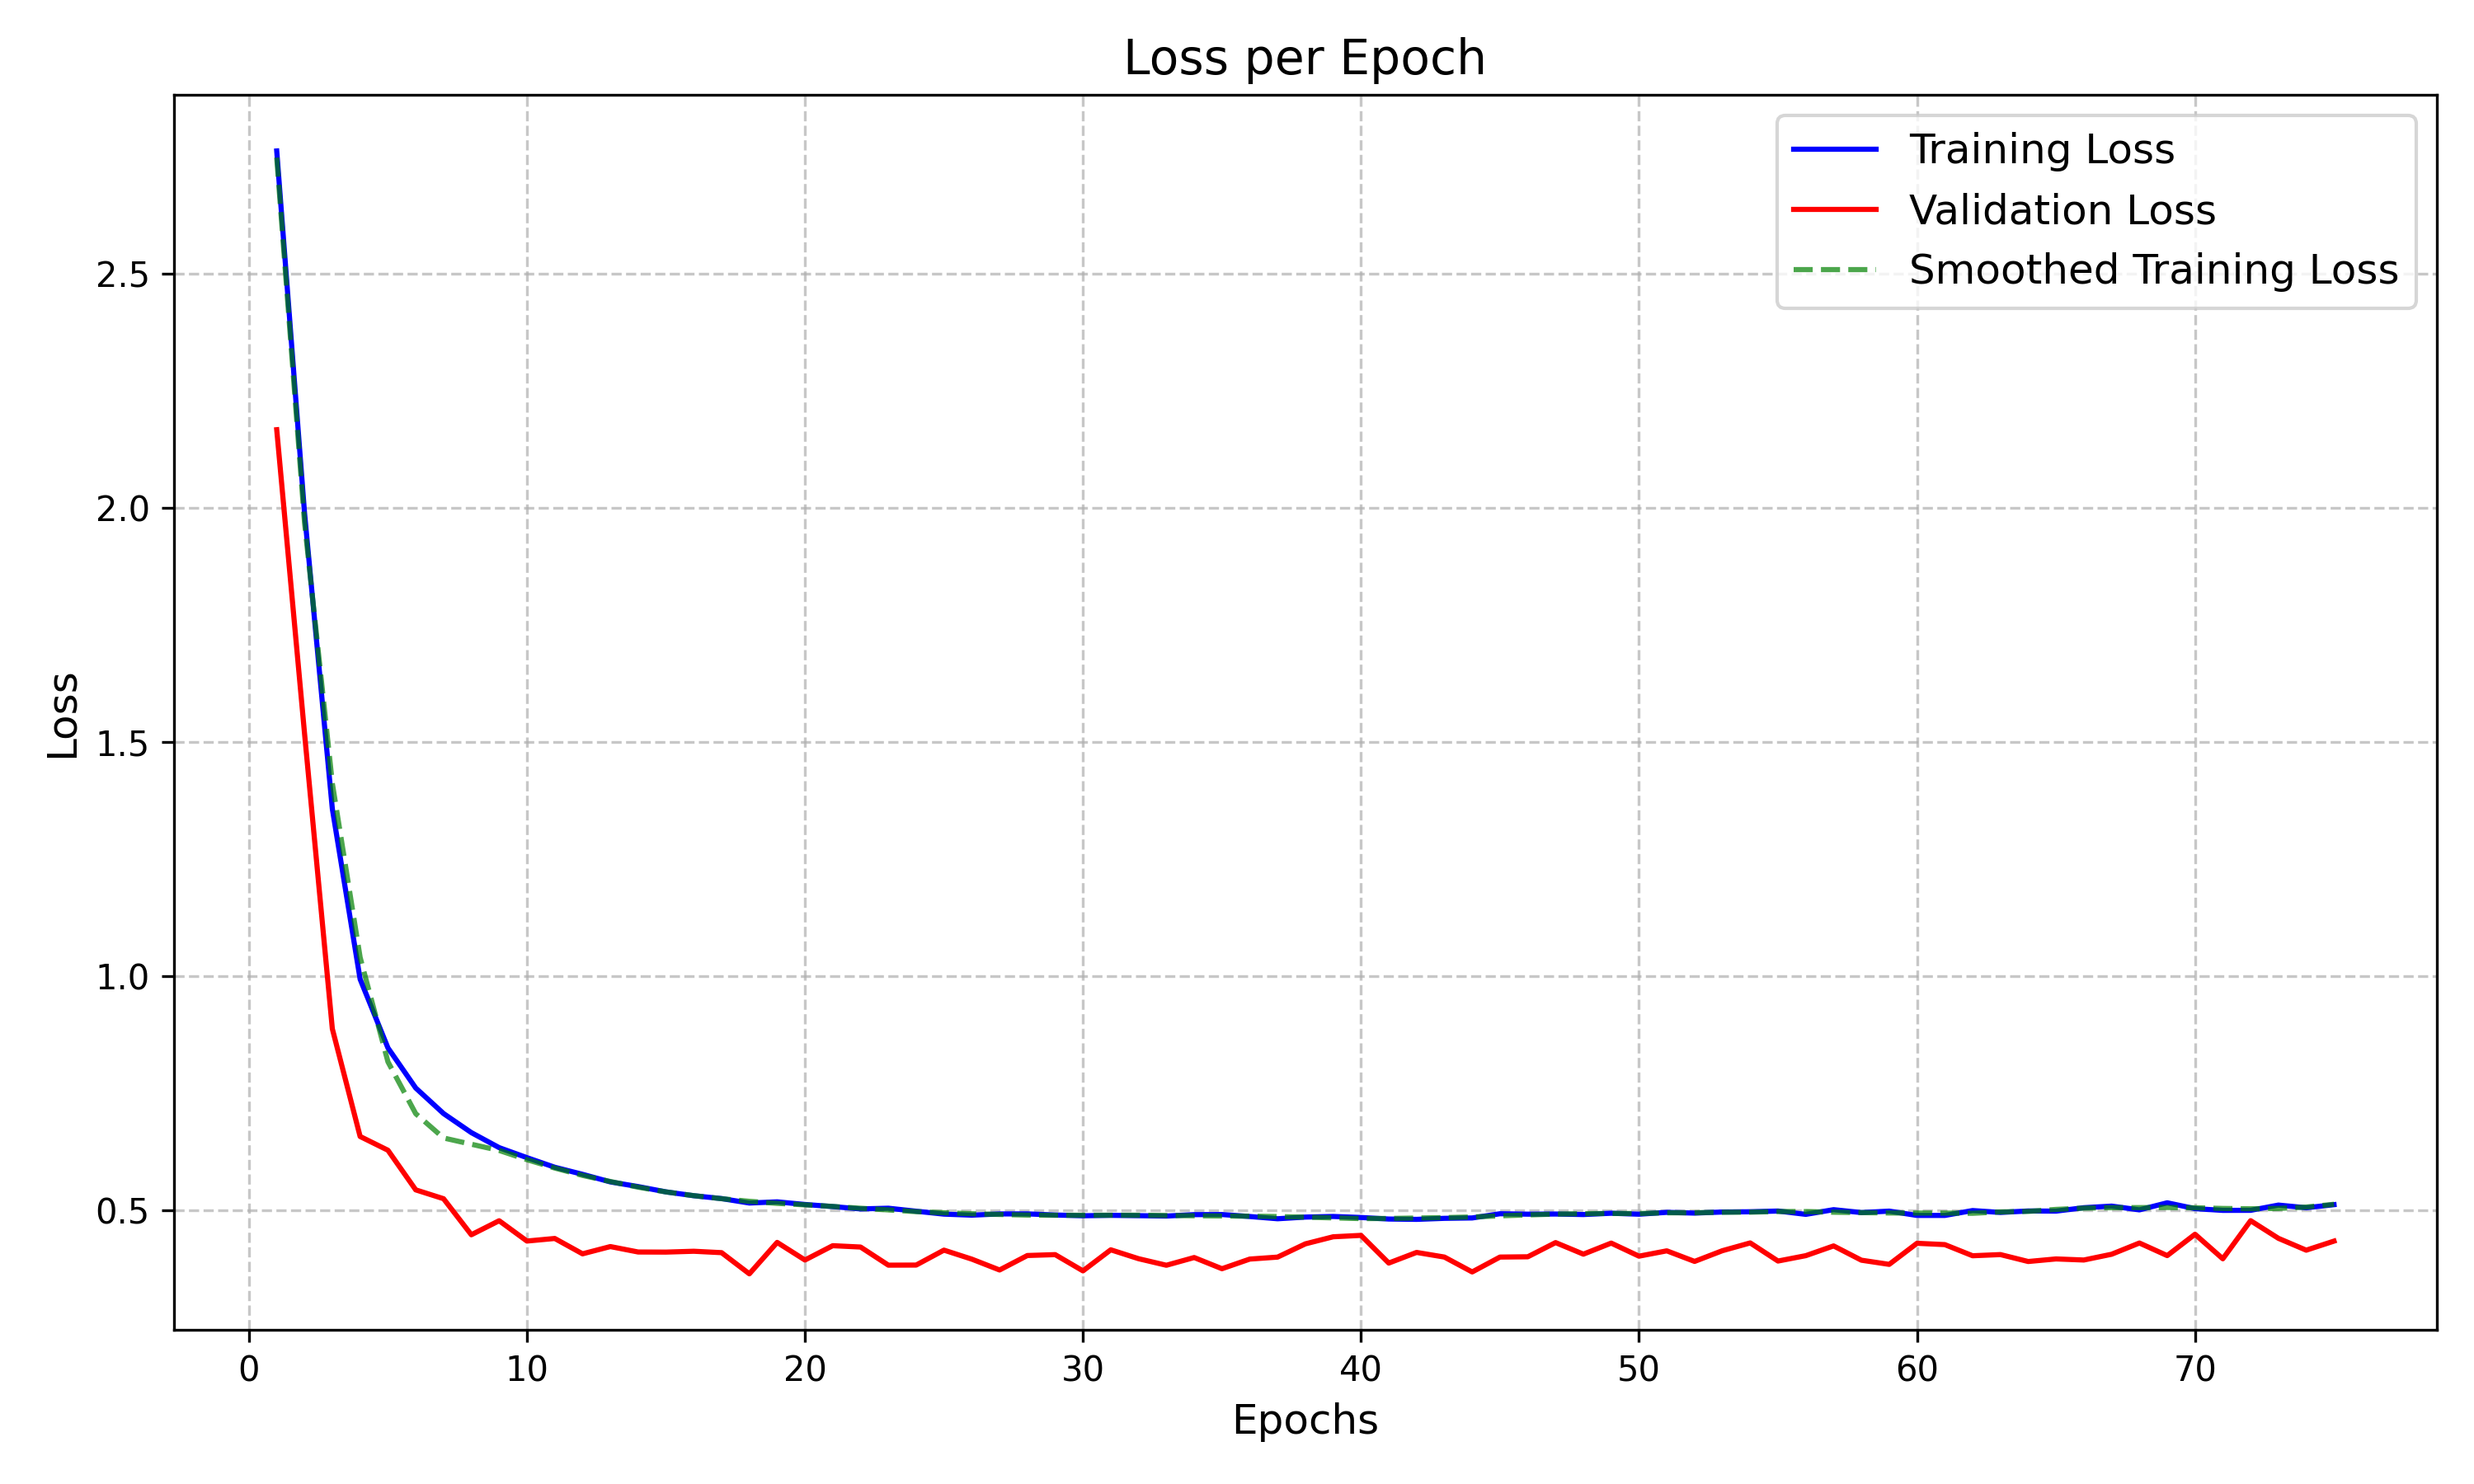 Loss per Epoch
Training Loss
Validation Loss
Smoothed Training Loss
2.5
2.0
1.5
1.0
0.5
Loss
0 10 20 30 40 50 60 70
Epochs